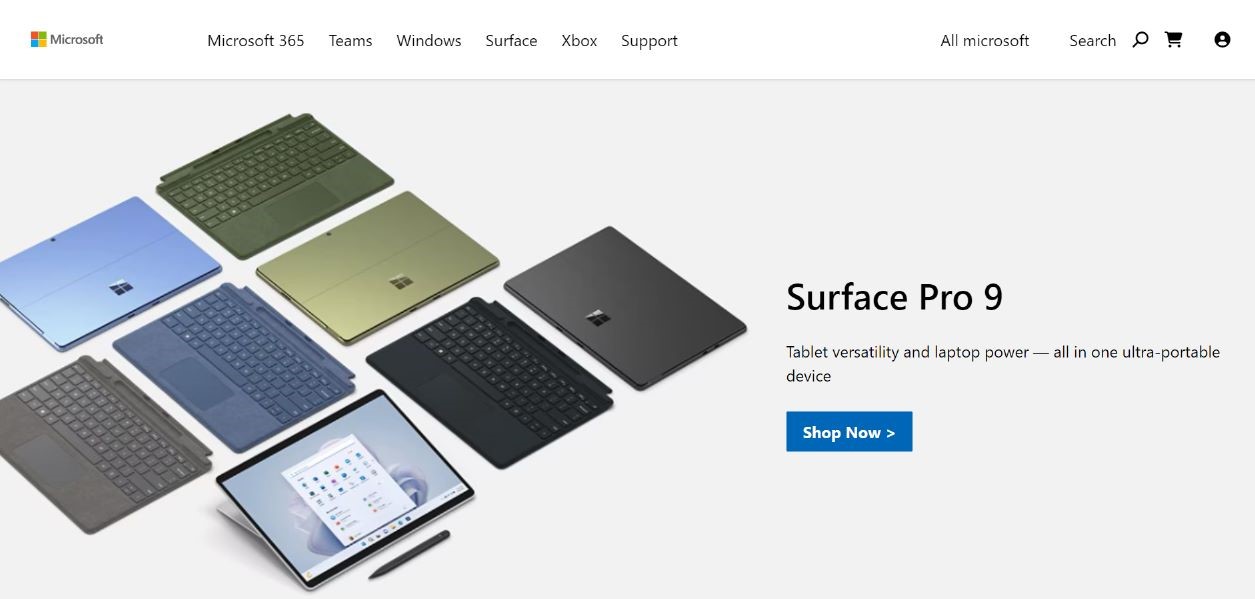 Microsoft
Microsoft 365 Teams Windows Surface Xbox Support
All microsoft Search
Surface Pro 9
Tablet versatility and laptop power — all in one ultra-portable
device
Shop Now >